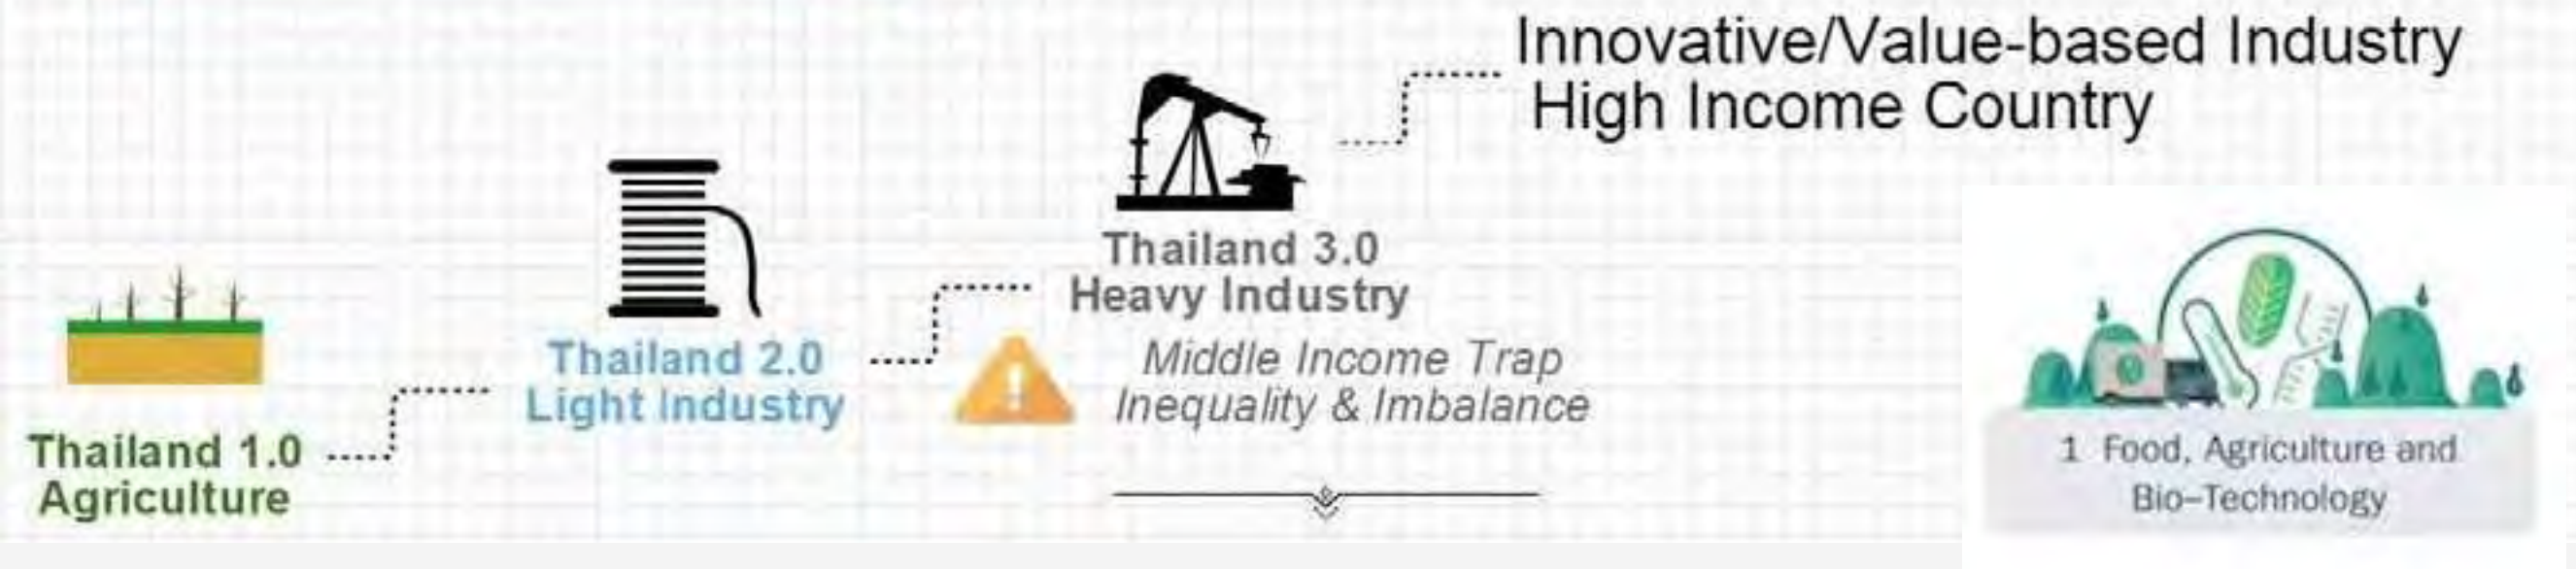 Innovative/Value-based Industry
High Income Country
Thailand 3.0
Heavy Industry
Middle Income Trap
Inequality & Imbalance
Thailand 2.0
Light Industry
Thailand 1.0
Agriculture
1 Food, Agriculture and
Bio–Technology